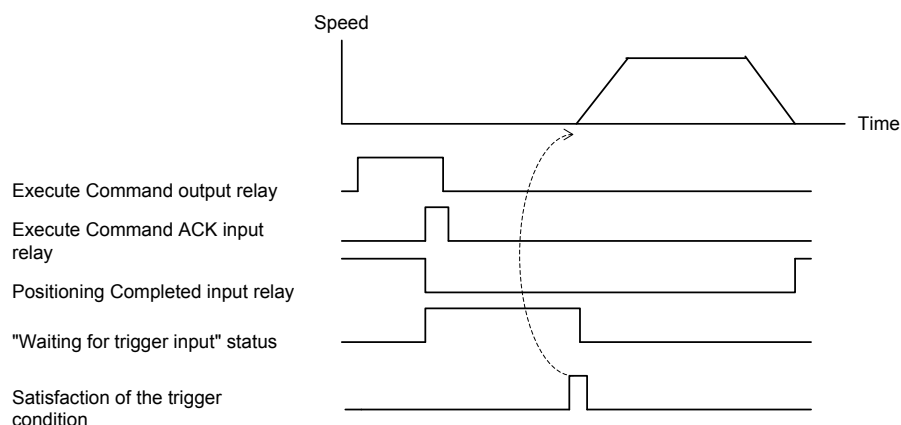 Speed
Time
Execute Command output relay
Execute Command ACK input
relay
Positioning Completed input relay
"Waiting for trigger input" status
Satisfaction of the trigger
condition